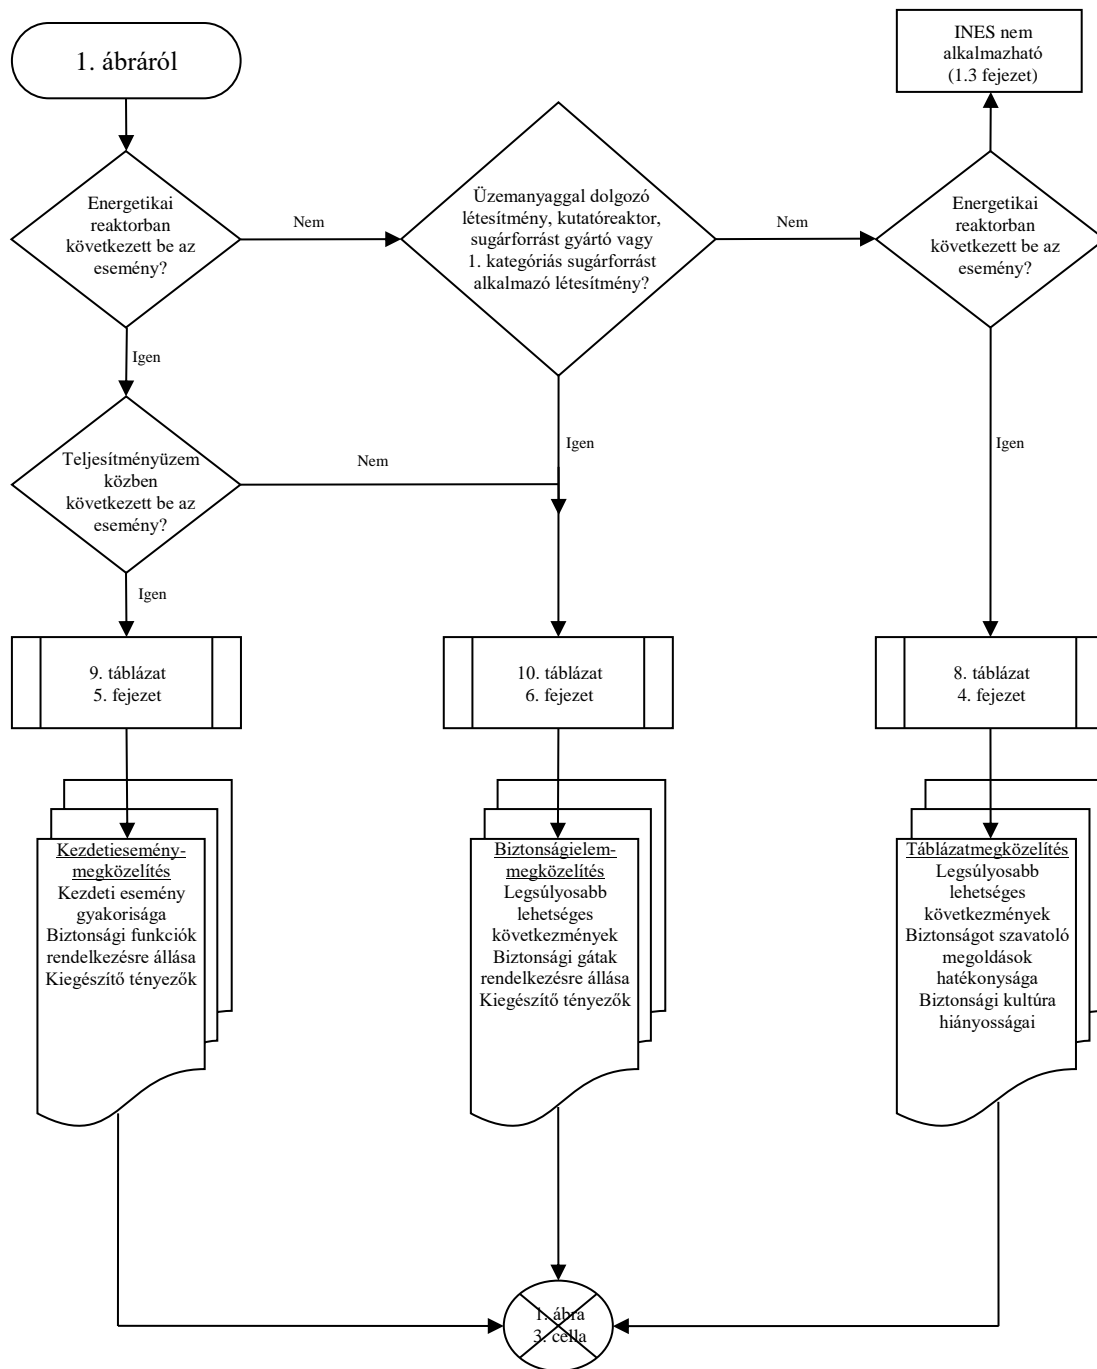 1. ábráról
INES nem
alkalmazható
(1.3 fejezet)
Energetikai
reaktorban
következett be az
esemény?
Nem
Üzemanyaggal dolgozó
létesítmény, kutatóreaktor,
sugárforrást gyártó vagy
1. kategóriás sugárforrást
alkalmazó létesítmény?
Nem
Energetikai
reaktorban
következett be az
esemény?
Igen
Igen
Igen
Teljesítményüzem
közben
következett be az
esemény?
Nem
Igen
9. táblázat
5. fejezet
10. táblázat
6. fejezet
8. táblázat
4. fejezet
Kezdetiesemény-
megközelítés
Kezdeti esemény
gyakorisága
Biztonsági funkciók
rendelkezésre állása
Kiegészítő tényezők
Biztonságielem-
megközelítés
Legsúlyosabb
lehetséges
következmények
Biztonsági gátak
rendelkezésre állása
Kiegészítő tényezők
Táblázatmegközelítés
Legsúlyosabb
lehetséges
következmények
Biztonságot szavatoló
megoldások
hatékonysága
Biztonsági kultúra
hiányosságai
1. ábra
3. cella